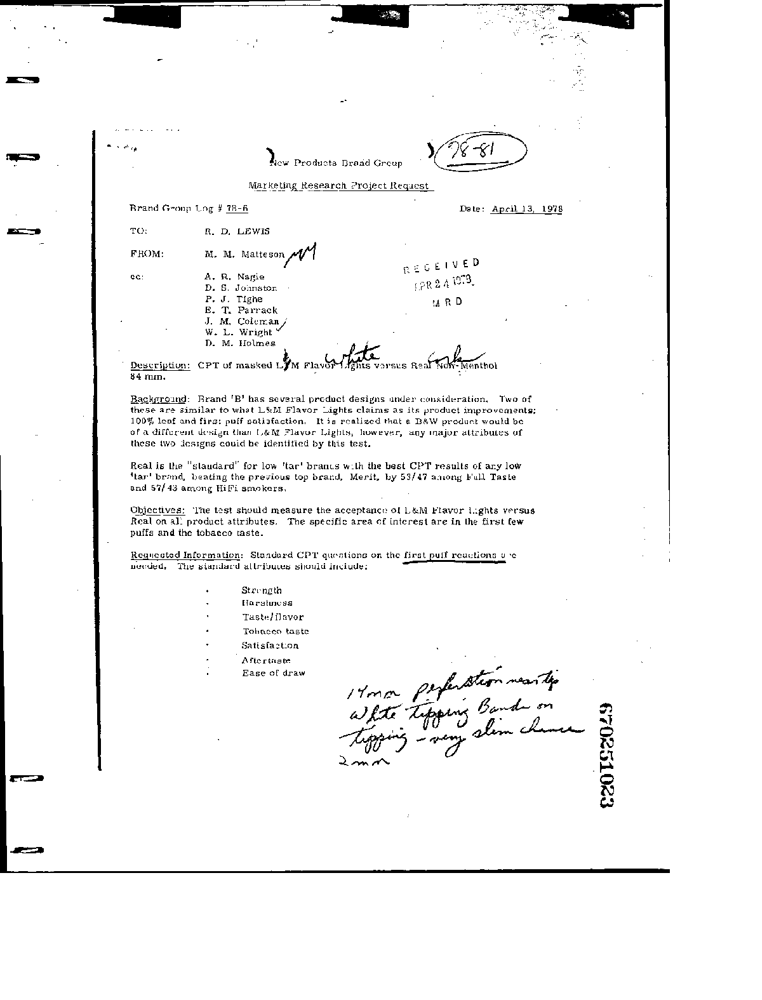 New Products Brand Group
78-81
Marketing Research Project Request
Brand Group Log # 78-6
Date: April 13, 1978
TO: R. D. LEWIS
FROM: M. M. Matteson MM
RECEIVED
APR 24 1978
M R D
cc: A. R. Nagle
D. S. Johnston
P. J. Tighe
E. T. Parrack
J. M. Coleman
W. L. Wright
D. M. Holmes
White Cork
Description: CPT of masked L&M Flavor Lights versus Real Non-Menthol
84 mm.
Background: Brand 'B' has several product designs under consideration. Two of
these are similar to what L&M Flavor Lights claims as its product improvements;
100% leaf and first puff satisfaction. It is realized that a B&W product would be
of a different design than L&M Flavor Lights, however, any major attributes of
these two designs could be identified by this test.
Real is the "standard" for low 'tar' brands with the best CPT results of any low
'tar' brand, beating the previous top brand, Merit, by 53/47 among Full Taste
and 57/43 among HiFi smokers.
Objectives: The test should measure the acceptance of L&M Flavor Lights versus
Real on all product attributes. The specific area of interest are in the first few
puffs and the tobacco taste.
Requested Information: Standard CPT questions on the first puff reactions are
needed. The standard attributes should include:
. Strength
. Harshness
. Taste/flavor
. Tobacco taste
. Satisfaction
. Aftertaste
. Ease of draw
14mm perforation near tip
White tipping Bands on
tipping - very slim chance
2mm
670251023